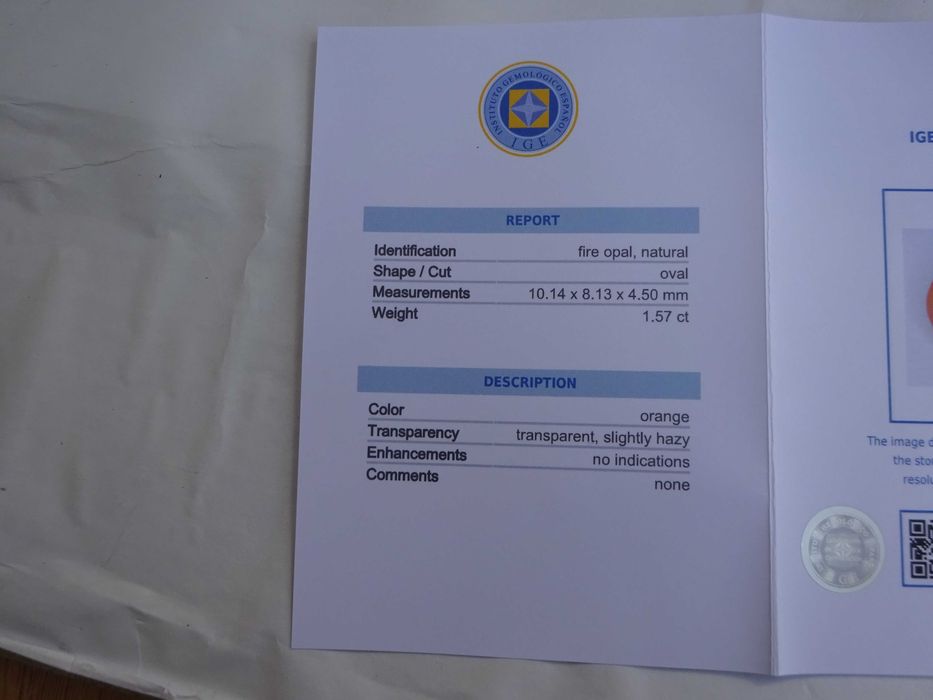 INSTITUTO GEMOLÓGICO ESPAÑOL
IGE
REPORT
Identification fire opal, natural
Shape / Cut oval
Measurements 10.14 x 8.13 x 4.50 mm
Weight 1.57 ct
DESCRIPTION
Color orange
Transparency transparent, slightly hazy
Enhancements no indications
Comments none
IGE
The image
the